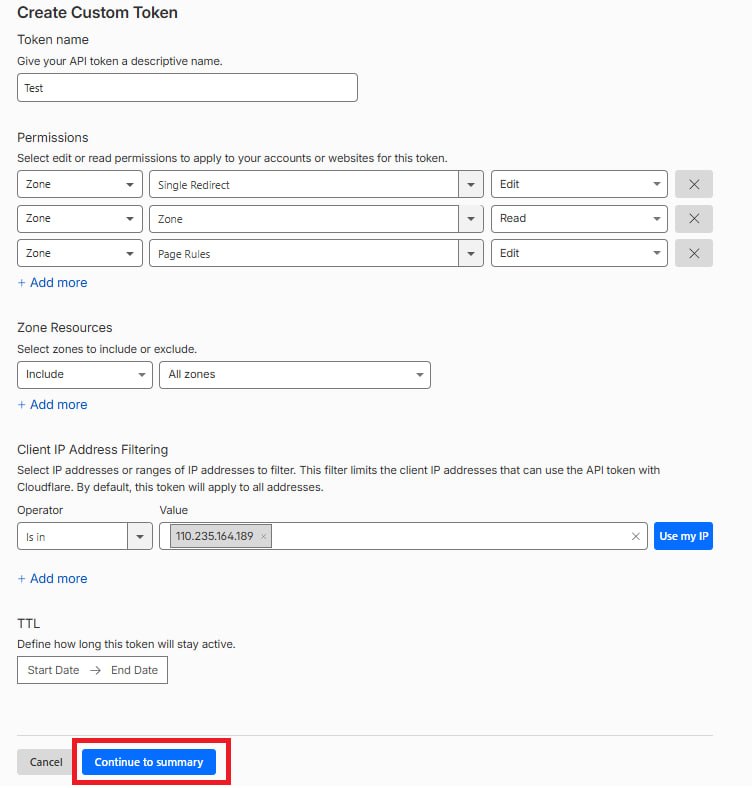 Create Custom Token
Token name
Give your API token a descriptive name.
Test
Permissions
Select edit or read permissions to apply to your accounts or websites for this token.
Zone Single Redirect Edit
Zone Zone Read
Zone Page Rules Edit
+ Add more
Zone Resources
Select zones to include or exclude.
Include All zones
+ Add more
Client IP Address Filtering
Select IP addresses or ranges of IP addresses to filter. This filter limits the client IP addresses that can use the API token with
Cloudflare. By default, this token will apply to all addresses.
Operator Value
Is in 110.235.164.189 × Use my IP
+ Add more
TTL
Define how long this token will stay active.
Start Date → End Date
Cancel Continue to summary